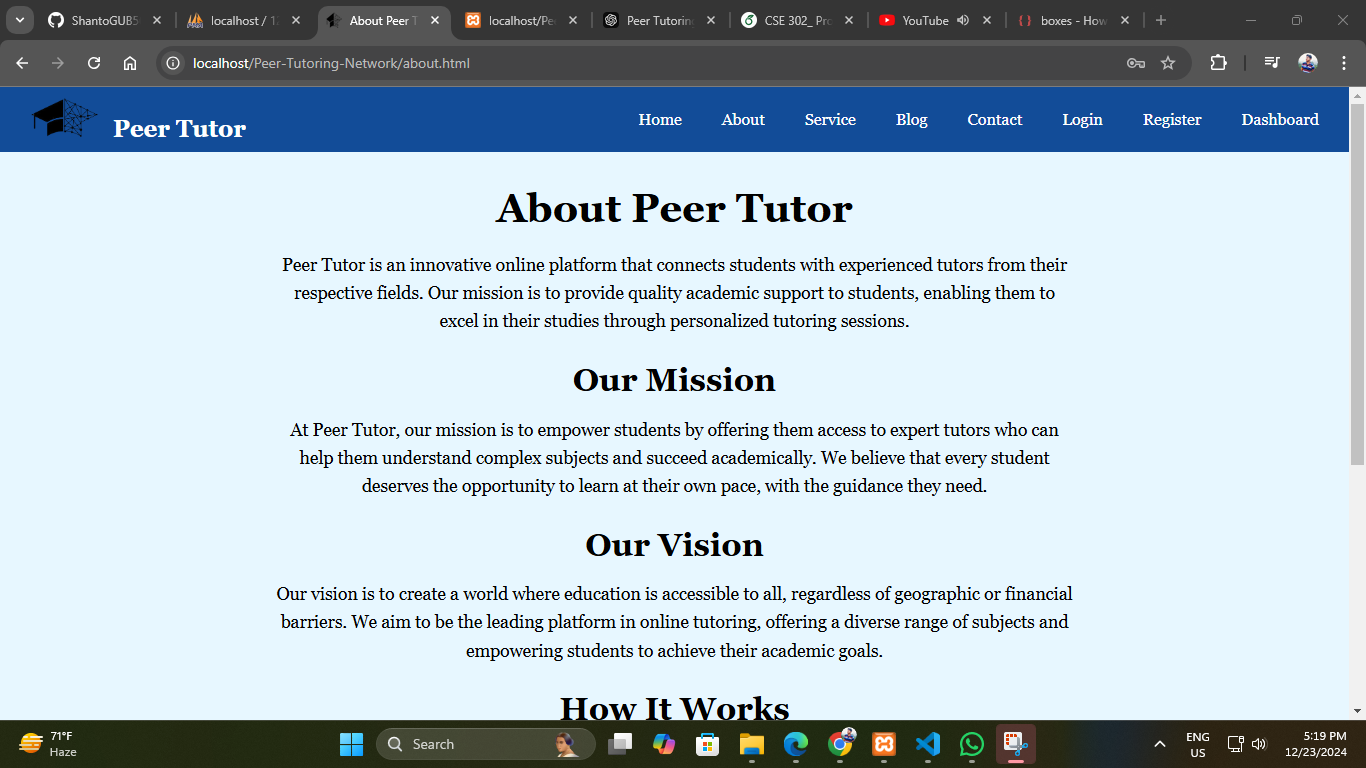 ShantoGUB5
localhost / 12
About Peer T
localhost/Pee
Peer Tutoring
CSE 302_ Pro
YouTube
boxes - How
localhost/Peer-Tutoring-Network/about.html
Peer Tutor
Home About Service Blog Contact Login Register Dashboard
About Peer Tutor
Peer Tutor is an innovative online platform that connects students with experienced tutors from their
respective fields. Our mission is to provide quality academic support to students, enabling them to
excel in their studies through personalized tutoring sessions.
Our Mission
At Peer Tutor, our mission is to empower students by offering them access to expert tutors who can
help them understand complex subjects and succeed academically. We believe that every student
deserves the opportunity to learn at their own pace, with the guidance they need.
Our Vision
Our vision is to create a world where education is accessible to all, regardless of geographic or financial
barriers. We aim to be the leading platform in online tutoring, offering a diverse range of subjects and
empowering students to achieve their academic goals.
How It Works
71°F
Haze
Search
ENG
US
5:19 PM
12/23/2024